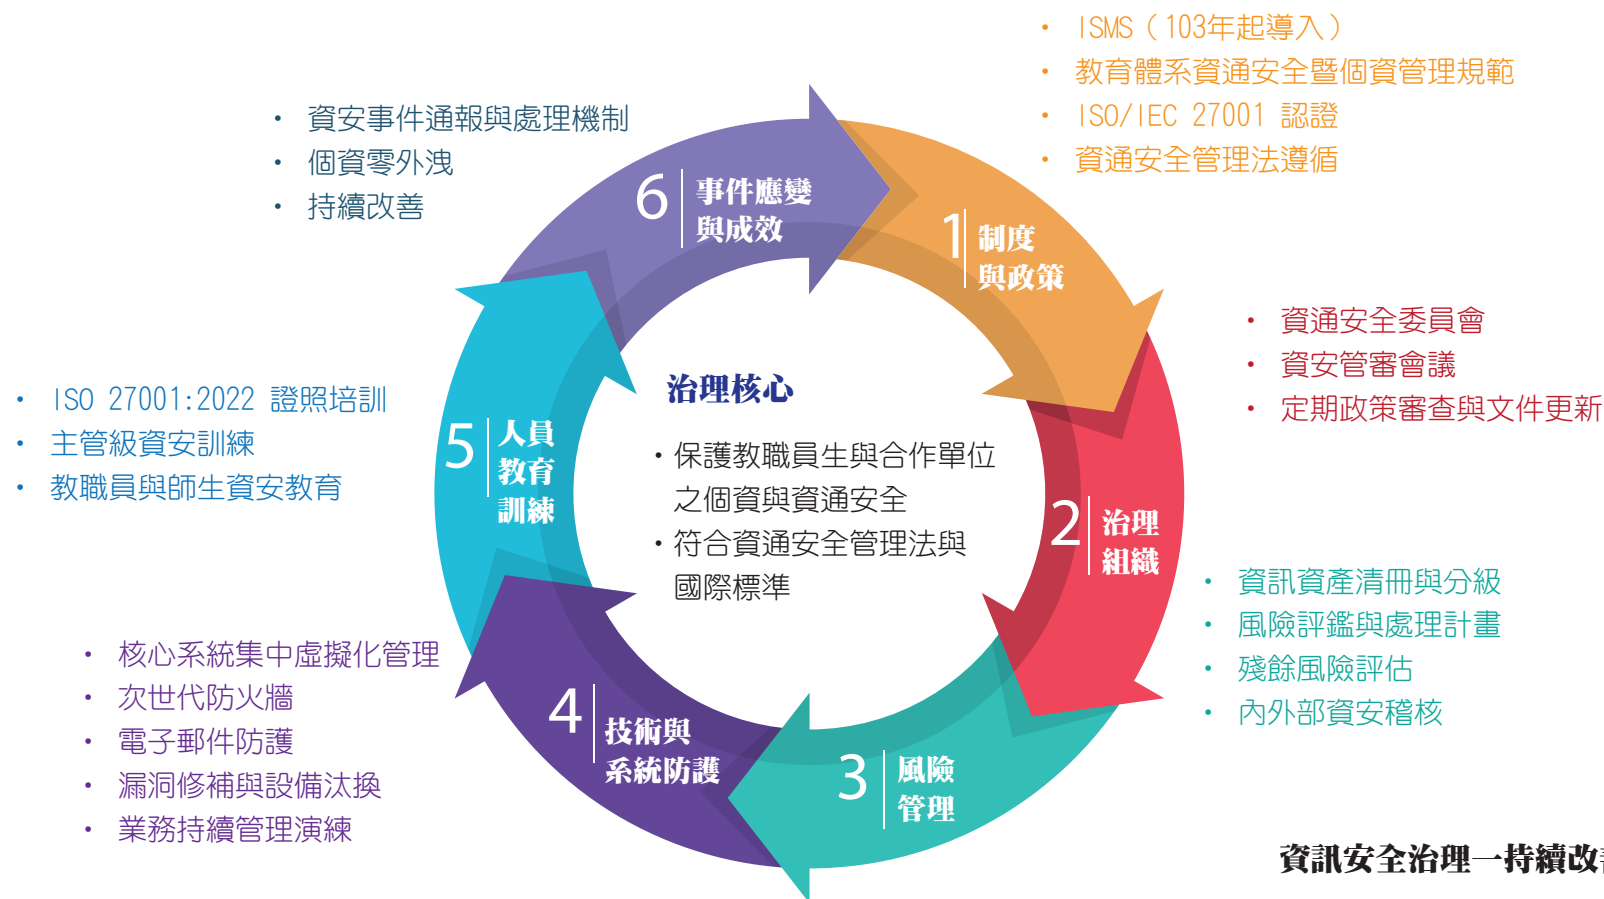 • ISMS（103年起導入）
• 教育體系資通安全暨個資管理規範
• ISO/IEC 27001 認證
• 資通安全管理法遵循
• 資安事件通報與處理機制
• 個資零外洩
• 持續改善
6
事件應變
與成效
1
制度
與政策
• 資通安全委員會
• 資安管審會議
• 定期政策審查與文件更新
治理核心
• 保護教職員生與合作單位
之個資與資通安全
• 符合資通安全管理法與
國際標準
• ISO 27001:2022 證照培訓
• 主管級資安訓練
• 教職員與師生資安教育
5
人員
教育
訓練
2
治理
組織
• 資訊資產清冊與分級
• 風險評鑑與處理計畫
• 殘餘風險評估
• 內外部資安稽核
• 核心系統集中虛擬化管理
• 次世代防火牆
• 電子郵件防護
• 漏洞修補與設備汰換
• 業務持續管理演練
4
技術與
系統防護
3
風險
管理
資訊安全治理—持續改